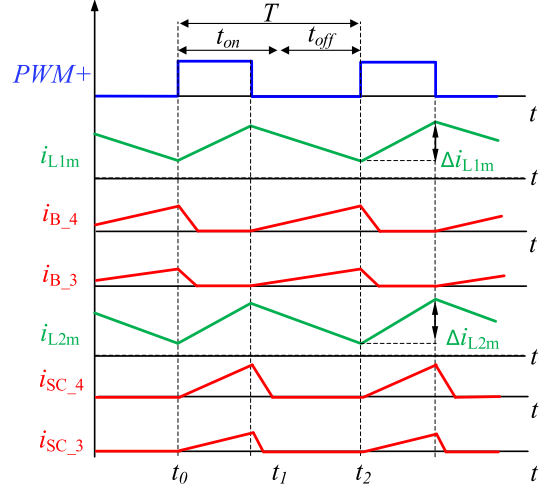 T
t_on t_off
PWM+
t
i_L1m
Δi_L1m
t
i_B_4
t
i_B_3
t
i_L2m
Δi_L2m
t
i_SC_4
t
i_SC_3
t_0 t_1 t_2 t